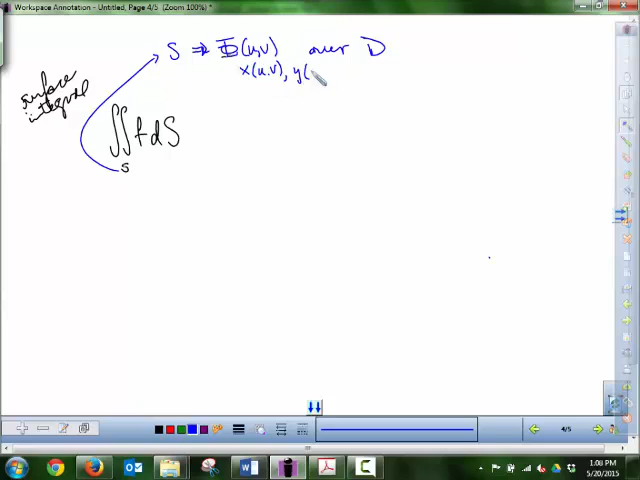 Workspace Annotation - Untitled, Page 4/5 (Zoom 165% *)
S ⇒ Φ(u,v) over D
x(u.v), y(
surface
integral
∬ f dS
S
4/5
1:08 PM
5/20/2015